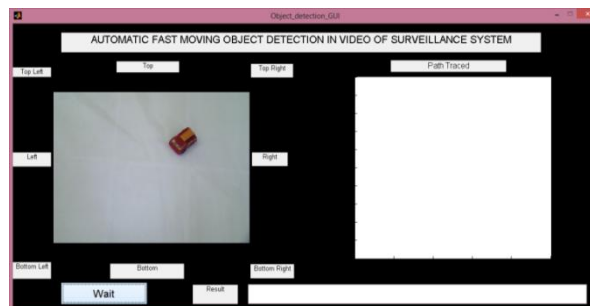 Object_detection_GUI
AUTOMATIC FAST MOVING OBJECT DETECTION IN VIDEO OF SURVEILLANCE SYSTEM
Top Left
Top
Top Right
Path Traced
Left
Right
Bottom Left
Bottom
Bottom Right
Wait
Result